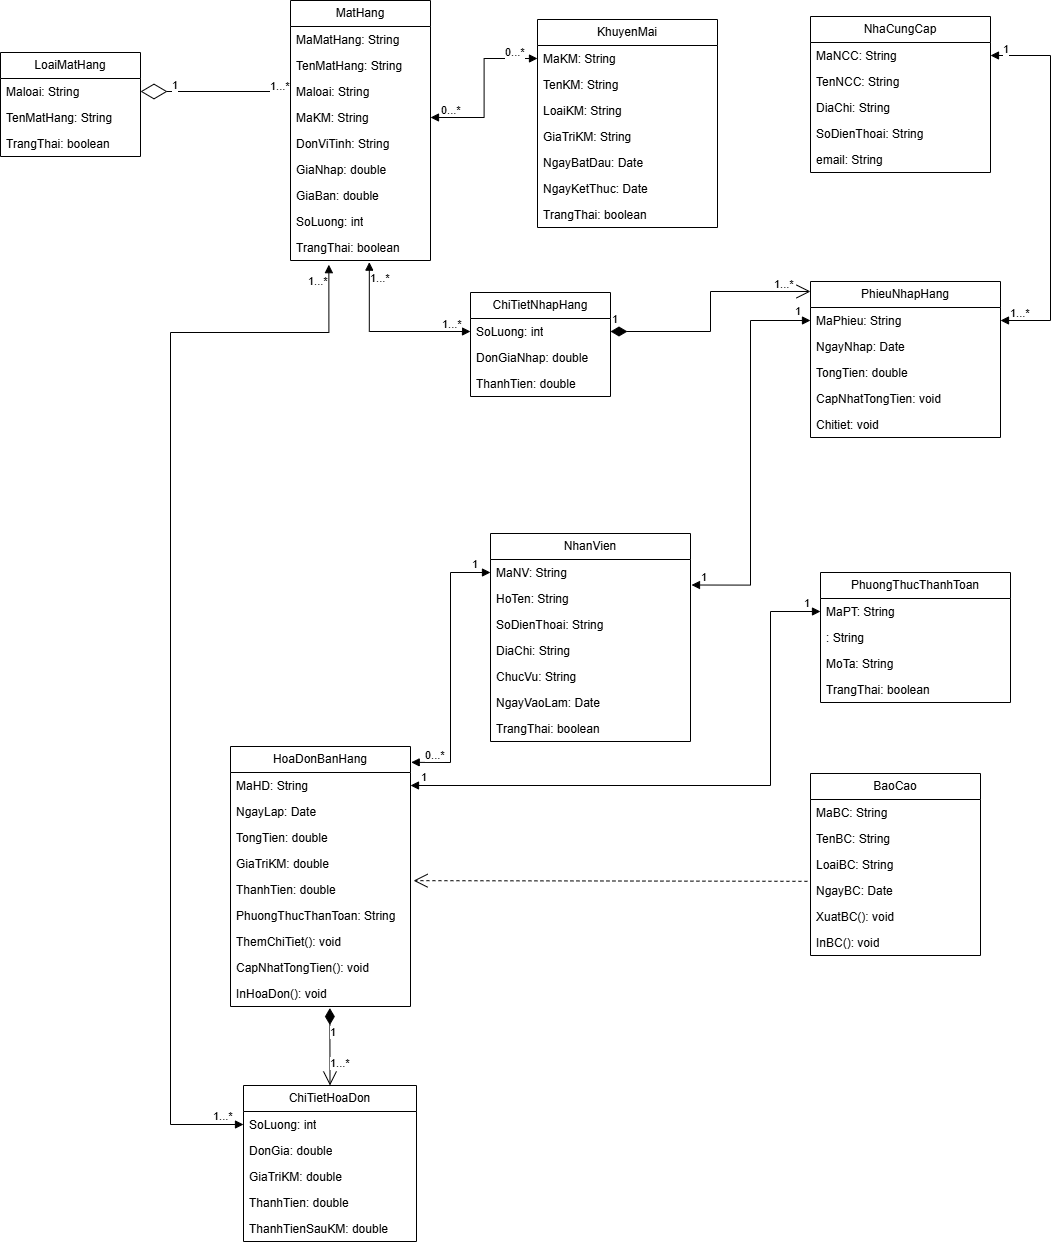 LoaiMatHang
Maloai: String
TenMatHang: String
TrangThai: boolean
1
1...*
MatHang
MaMatHang: String
TenMatHang: String
Maloai: String
MaKM: String
DonViTinh: String
GiaNhap: double
GiaBan: double
SoLuong: int
TrangThai: boolean
0...*
0...*
KhuyenMai
MaKM: String
TenKM: String
LoaiKM: String
GiaTriKM: String
NgayBatDau: Date
NgayKetThuc: Date
TrangThai: boolean
NhaCungCap
MaNCC: String
TenNCC: String
DiaChi: String
SoDienThoai: String
email: String
1
1...*
1...*
1...*
ChiTietNhapHang
SoLuong: int
DonGiaNhap: double
ThanhTien: double
1
1...*
1
PhieuNhapHang
MaPhieu: String
NgayNhap: Date
TongTien: double
CapNhatTongTien: void
Chitiet: void
1...*
NhanVien
MaNV: String
HoTen: String
SoDienThoai: String
DiaChi: String
ChucVu: String
NgayVaoLam: Date
TrangThai: boolean
1
1
1
PhuongThucThanhToan
MaPT: String
: String
MoTa: String
TrangThai: boolean
HoaDonBanHang
MaHD: String
NgayLap: Date
TongTien: double
GiaTriKM: double
ThanhTien: double
PhuongThucThanToan: String
ThemChiTiet(): void
CapNhatTongTien(): void
InHoaDon(): void
0...*
1
BaoCao
MaBC: String
TenBC: String
LoaiBC: String
NgayBC: Date
XuatBC(): void
InBC(): void
1
1...*
1...*
ChiTietHoaDon
SoLuong: int
DonGia: double
GiaTriKM: double
ThanhTien: double
ThanhTienSauKM: double